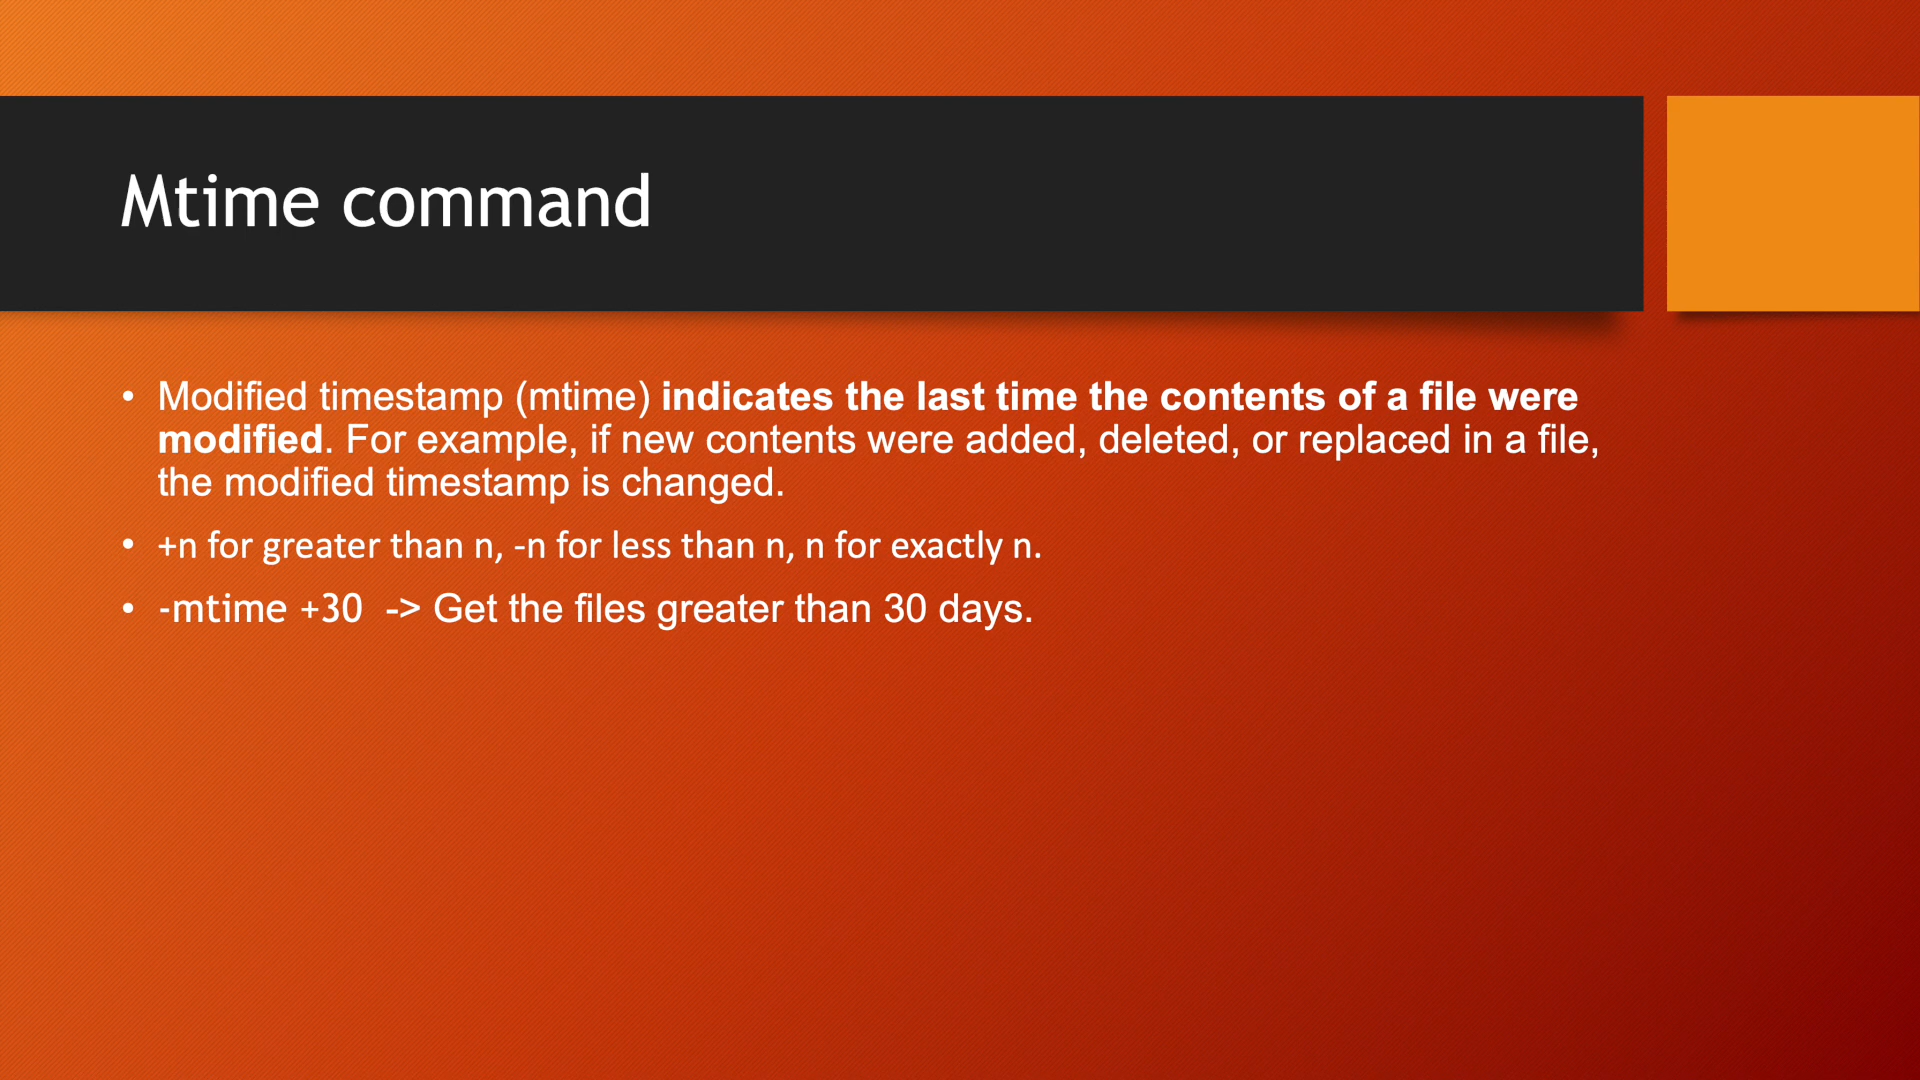 Mtime command
• Modified timestamp (mtime) indicates the last time the contents of a file were
modified. For example, if new contents were added, deleted, or replaced in a file,
the modified timestamp is changed.
• +n for greater than n, -n for less than n, n for exactly n.
• -mtime +30  -> Get the files greater than 30 days.